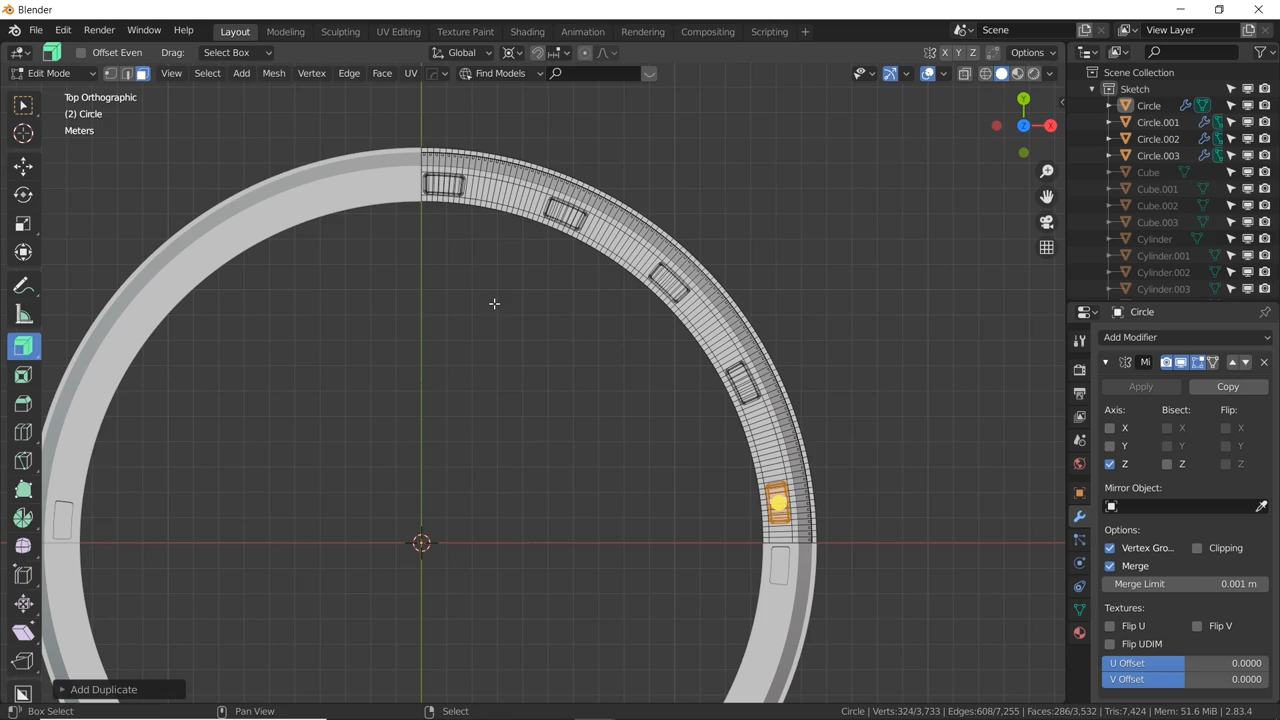 Blender
File Edit Render Window Help Layout Modeling Sculpting UV Editing Texture Paint Shading Animation Rendering Compositing Scripting + Scene View Layer
Offset Even Drag: Select Box Global X Y Z Options
Edit Mode View Select Add Mesh Vertex Edge Face UV Find Models
Scene Collection
Sketch
Circle
Circle.001
Circle.002
Circle.003
Cube
Cube.001
Cube.002
Cube.003
Cylinder
Cylinder.001
Cylinder.002
Cylinder.003
Top Orthographic
(2) Circle
Meters
Y
Z
X
Circle
Add Modifier
Mi
Apply Copy
Axis: Bisect: Flip:
X X X
Y Y Y
Z Z Z
Mirror Object:
Options:
Vertex Gro... Clipping
Merge
Merge Limit 0.001 m
Textures:
Flip U Flip V
Flip UDIM
U Offset 0.0000
V Offset 0.0000
Add Duplicate
Box Select Pan View Select Circle | Verts:324/3,733 | Edges:608/7,255 | Faces:286/3,532 | Tris:7,424 | Mem: 51.6 MiB | 2.83.4